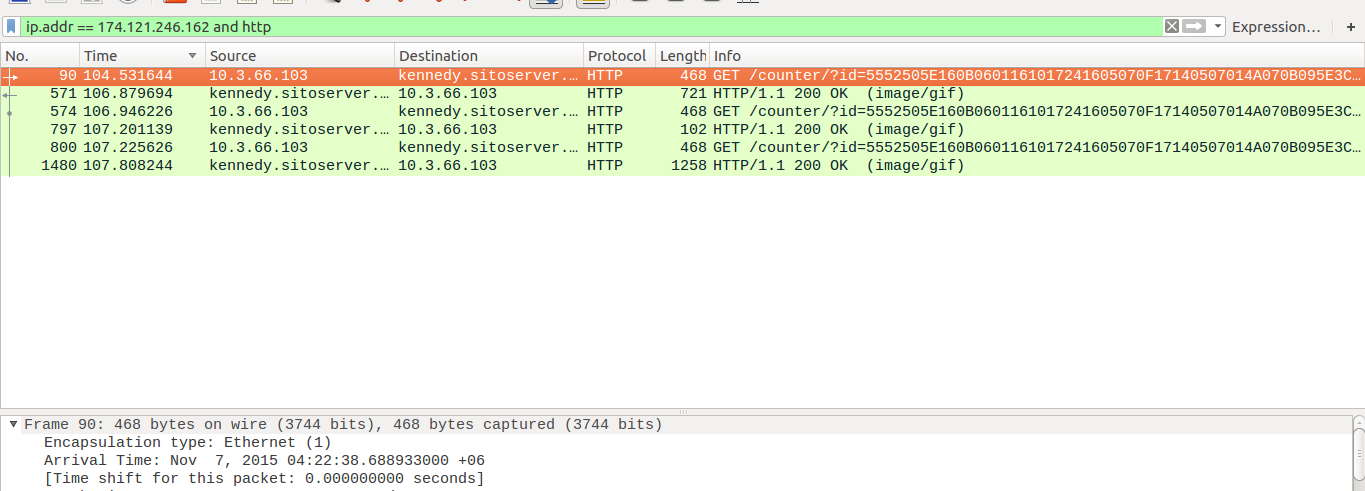 ip.addr == 174.121.246.162 and http Expression… +
No. Time Source Destination Protocol Length Info
90 104.531644 10.3.66.103 kennedy.sitoserver.… HTTP 468 GET /counter/?id=5552505E160B0601161017241605070F17140507014A070B095E3C…
571 106.879694 kennedy.sitoserver.… 10.3.66.103 HTTP 721 HTTP/1.1 200 OK (image/gif)
574 106.946226 10.3.66.103 kennedy.sitoserver.… HTTP 468 GET /counter/?id=5552505E160B0601161017241605070F17140507014A070B095E3C…
797 107.201139 kennedy.sitoserver.… 10.3.66.103 HTTP 102 HTTP/1.1 200 OK (image/gif)
800 107.225626 10.3.66.103 kennedy.sitoserver.… HTTP 468 GET /counter/?id=5552505E160B0601161017241605070F17140507014A070B095E3C…
1480 107.808244 kennedy.sitoserver.… 10.3.66.103 HTTP 1258 HTTP/1.1 200 OK (image/gif)
Frame 90: 468 bytes on wire (3744 bits), 468 bytes captured (3744 bits)
Encapsulation type: Ethernet (1)
Arrival Time: Nov 7, 2015 04:22:38.688933000 +06
[Time shift for this packet: 0.000000000 seconds]